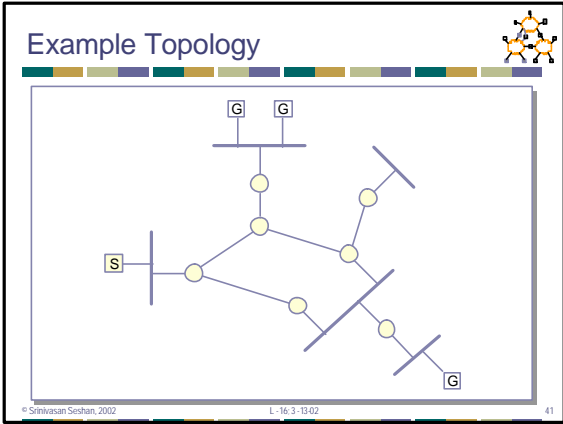 Example Topology
G G
S
G
© Srinivasan Seshan, 2002 L -16; 3 -13-02 41